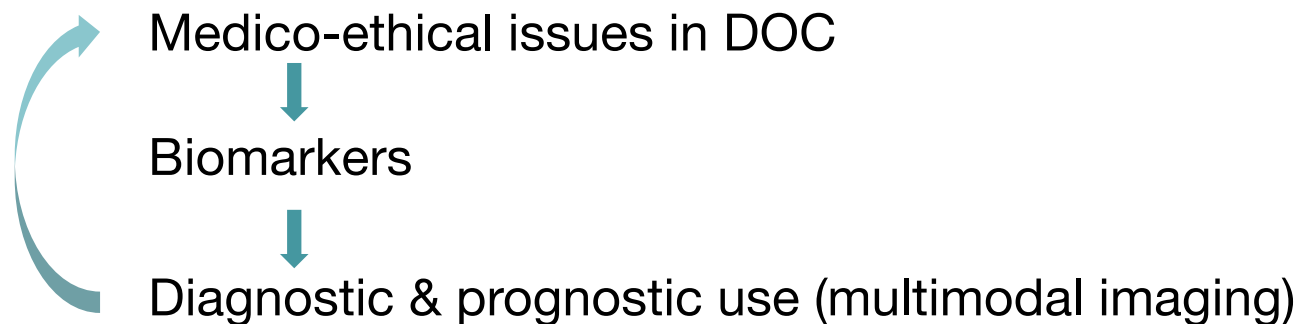 Medico-ethical issues in DOC
Biomarkers
Diagnostic & prognostic use (multimodal imaging)